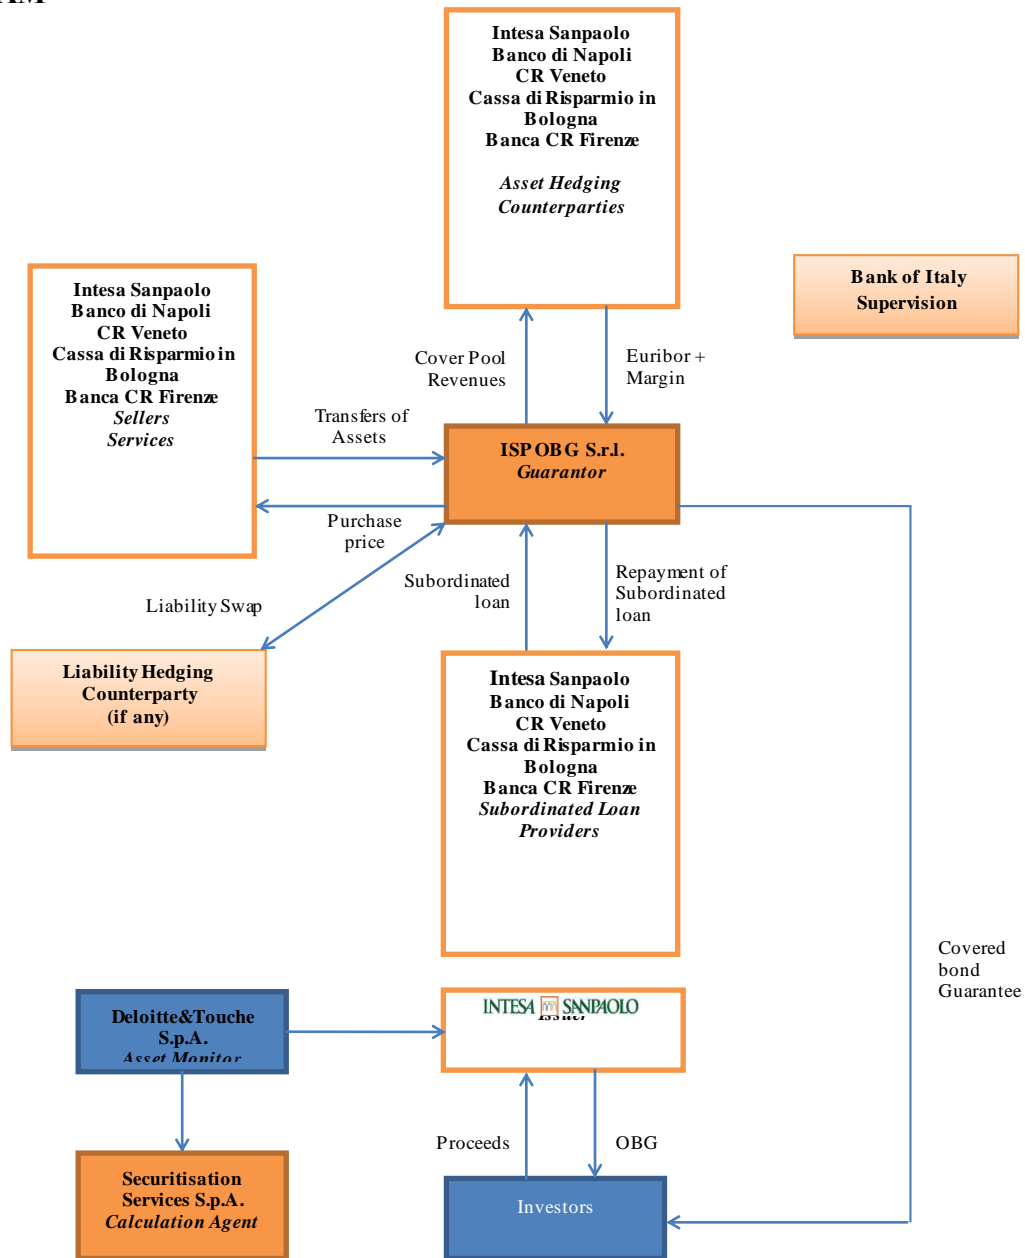 AM
Intesa Sanpaolo
Banco di Napoli
CR Veneto
Cassa di Risparmio in
Bologna
Banca CR Firenze
Asset Hedging
Counterparties
Bank of Italy
Supervision
Intesa Sanpaolo
Banco di Napoli
CR Veneto
Cassa di Risparmio in
Bologna
Banca CR Firenze
Sellers
Services
Cover Pool
Revenues
Euribor +
Margin
Transfers of
Assets
ISP OBG S.r.l.
Guarantor
Purchase
price
Liability Swap
Subordinated
loan
Repayment of
Subordinated
loan
Liability Hedging
Counterparty
(if any)
Intesa Sanpaolo
Banco di Napoli
CR Veneto
Cassa di Risparmio in
Bologna
Banca CR Firenze
Subordinated Loan
Providers
Covered
bond
Guarantee
Deloitte&Touche
S.p.A.
Asset Monitor
INTESA SANPAOLO
Issuer
Proceeds
OBG
Securitisation
Services S.p.A.
Calculation Agent
Investors